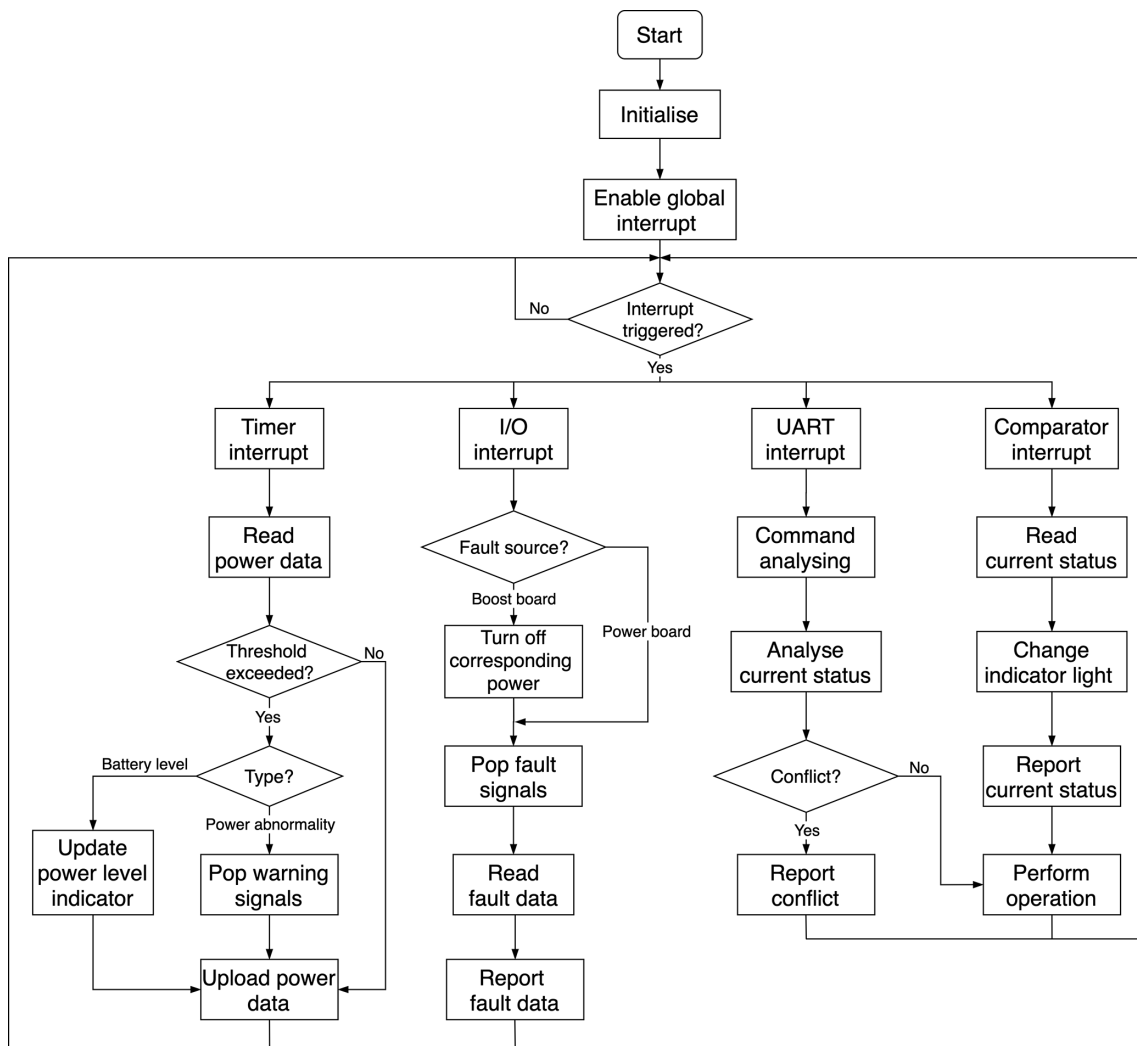 Start
Initialise
Enable global
interrupt
No
Interrupt
triggered?
Yes
Timer
interrupt
I/O
interrupt
UART
interrupt
Comparator
interrupt
Read
power data
Fault source?
Command
analysing
Read
current status
Boost board
Power board
Threshold
exceeded?
No
Turn off
corresponding
power
Analyse
current status
Change
indicator light
Yes
Battery level
Type?
Pop fault
signals
Conflict?
No
Report
current status
Power abnormality
Yes
Update
power level
indicator
Pop warning
signals
Read
fault data
Report
conflict
Perform
operation
Upload power
data
Report
fault data